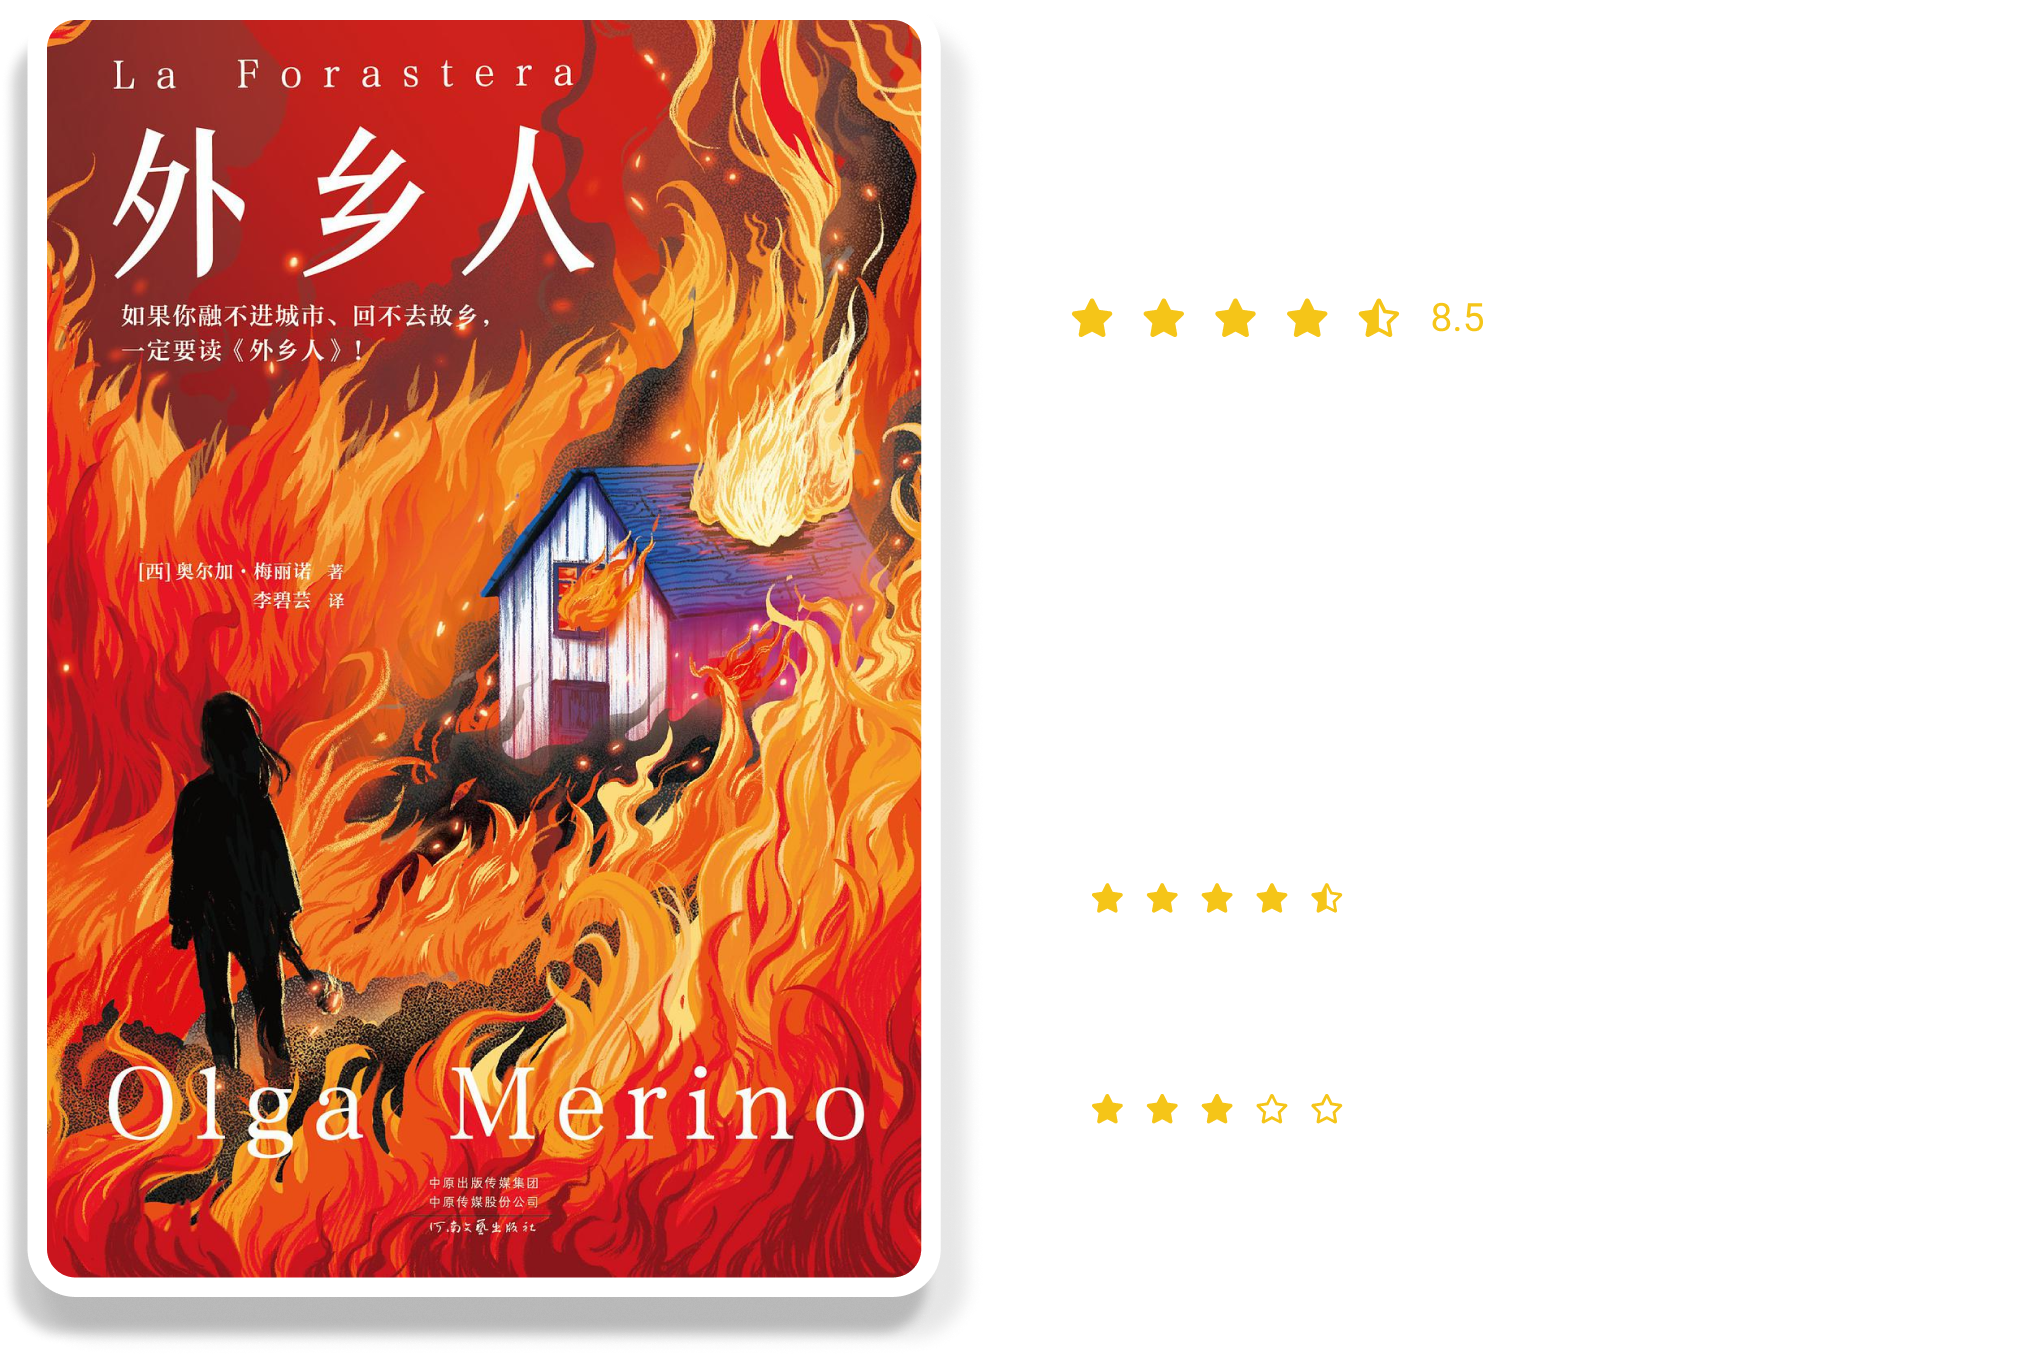 La Forastera
外乡人
如果你融不进城市、回不去故乡，
一定要读《外乡人》!
[西] 奥尔加·梅丽诺 著
李碧芸 译
Olga Merino
中原出版传媒集团
中原传媒股份公司
河南文艺出版社
8.5